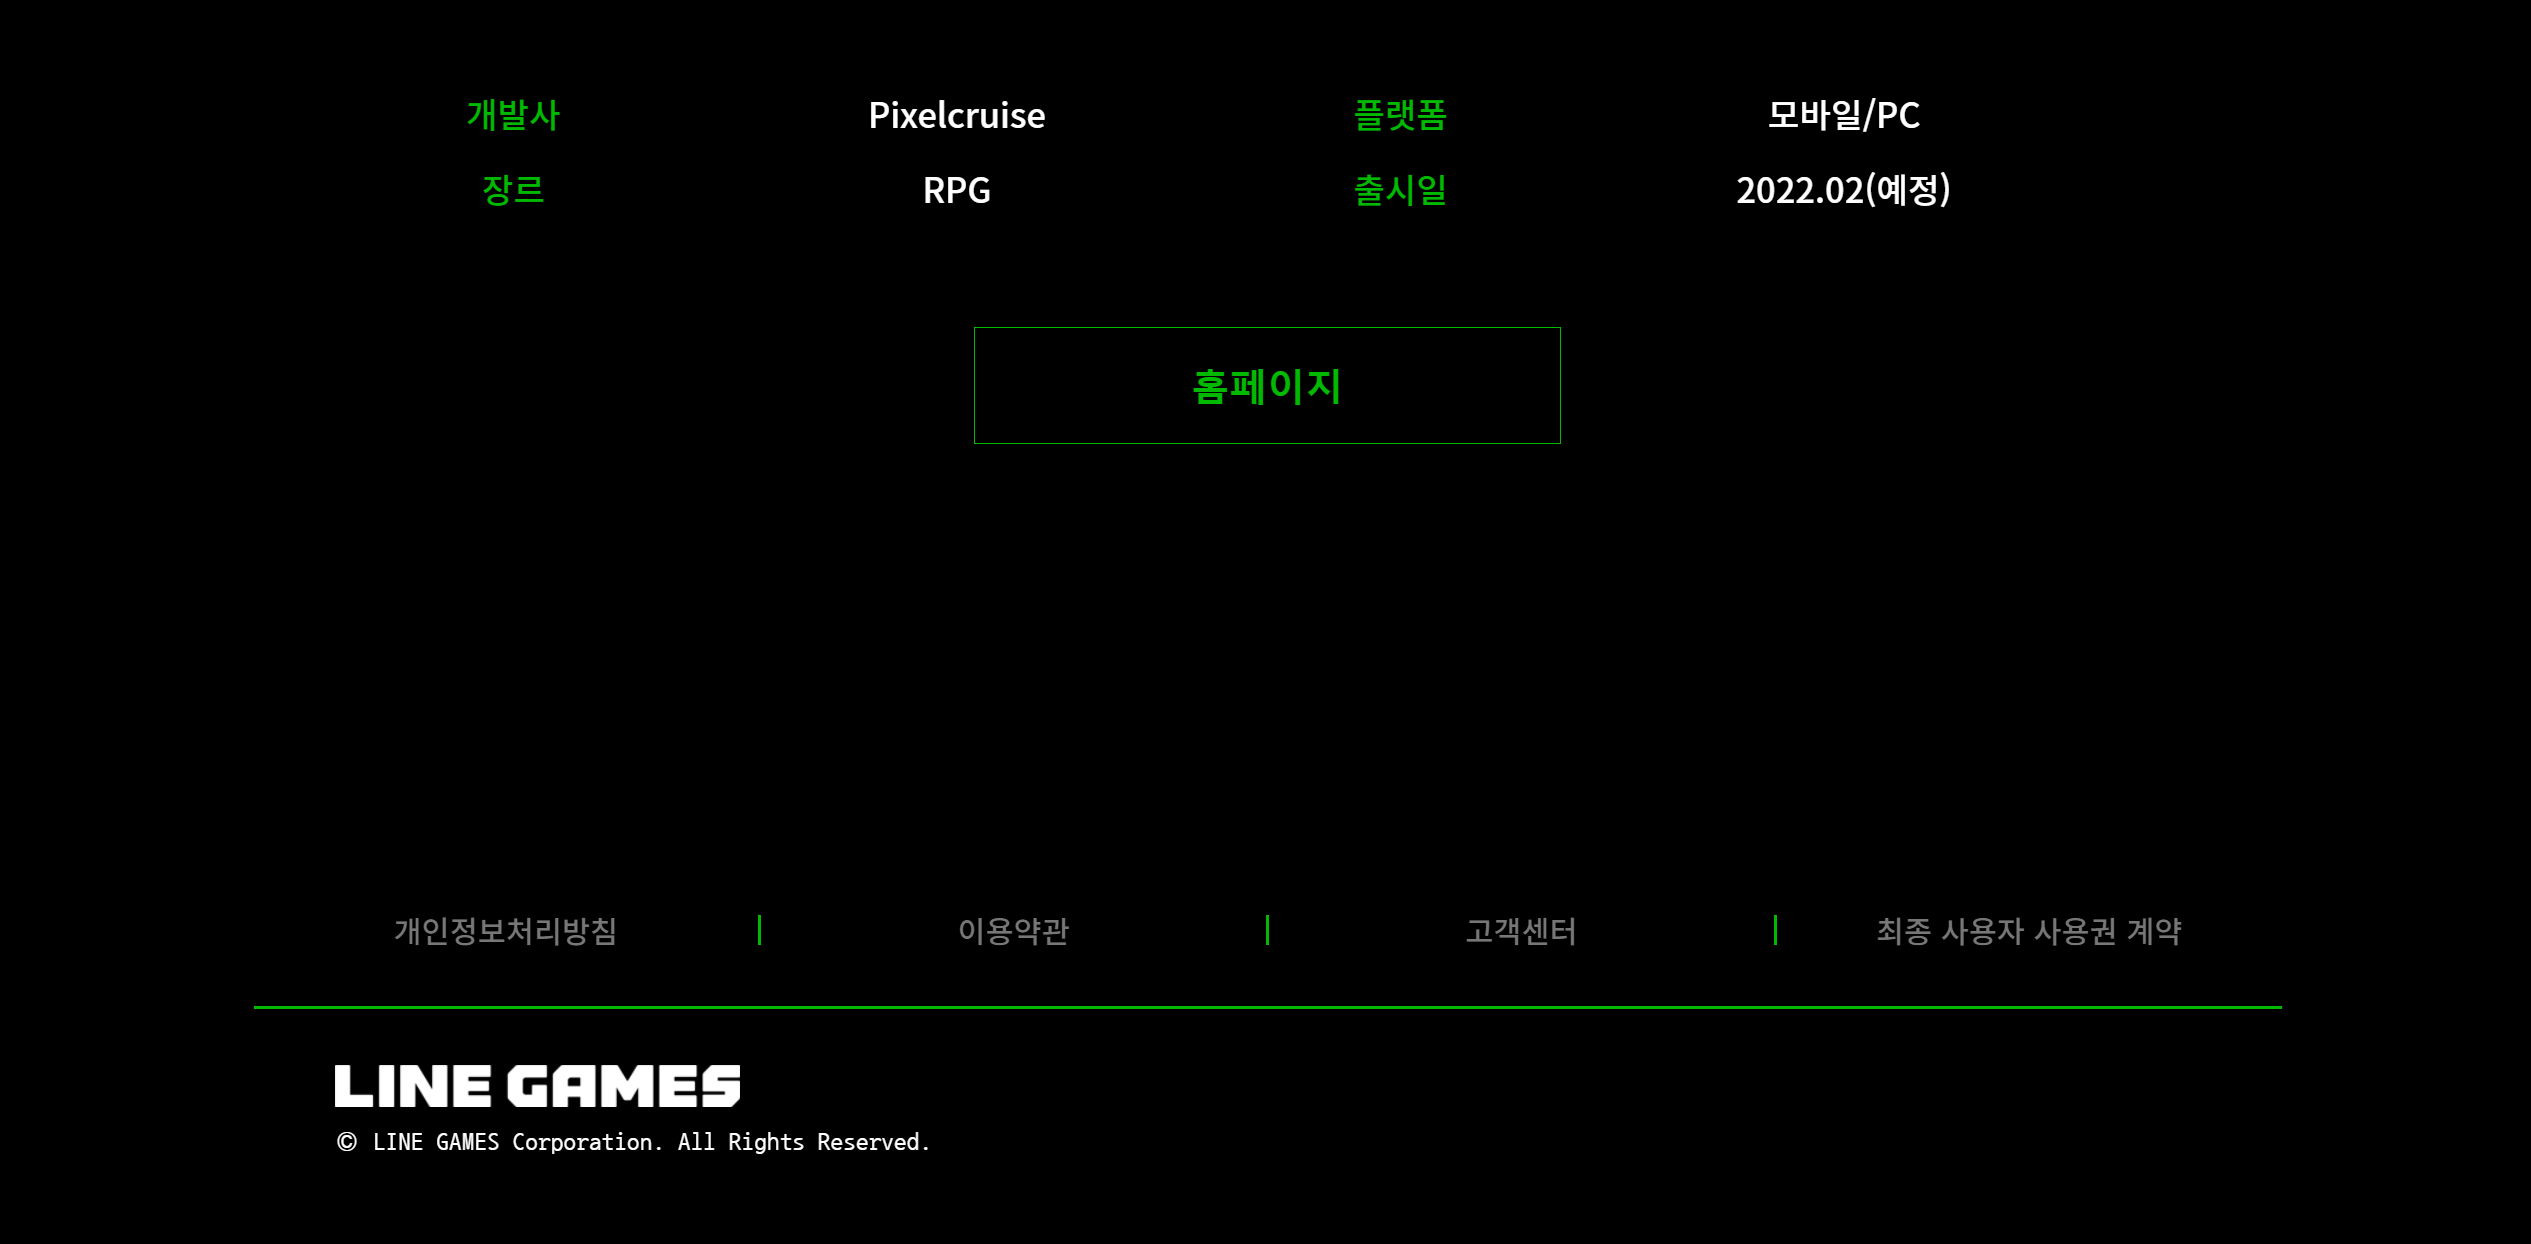 개발사 Pixelcruise 플랫폼 모바일/PC
장르 RPG 출시일 2022.02(예정)
홈페이지
개인정보처리방침 이용약관 고객센터 최종 사용자 사용권 계약
LINE GAMES
© LINE GAMES Corporation. All Rights Reserved.